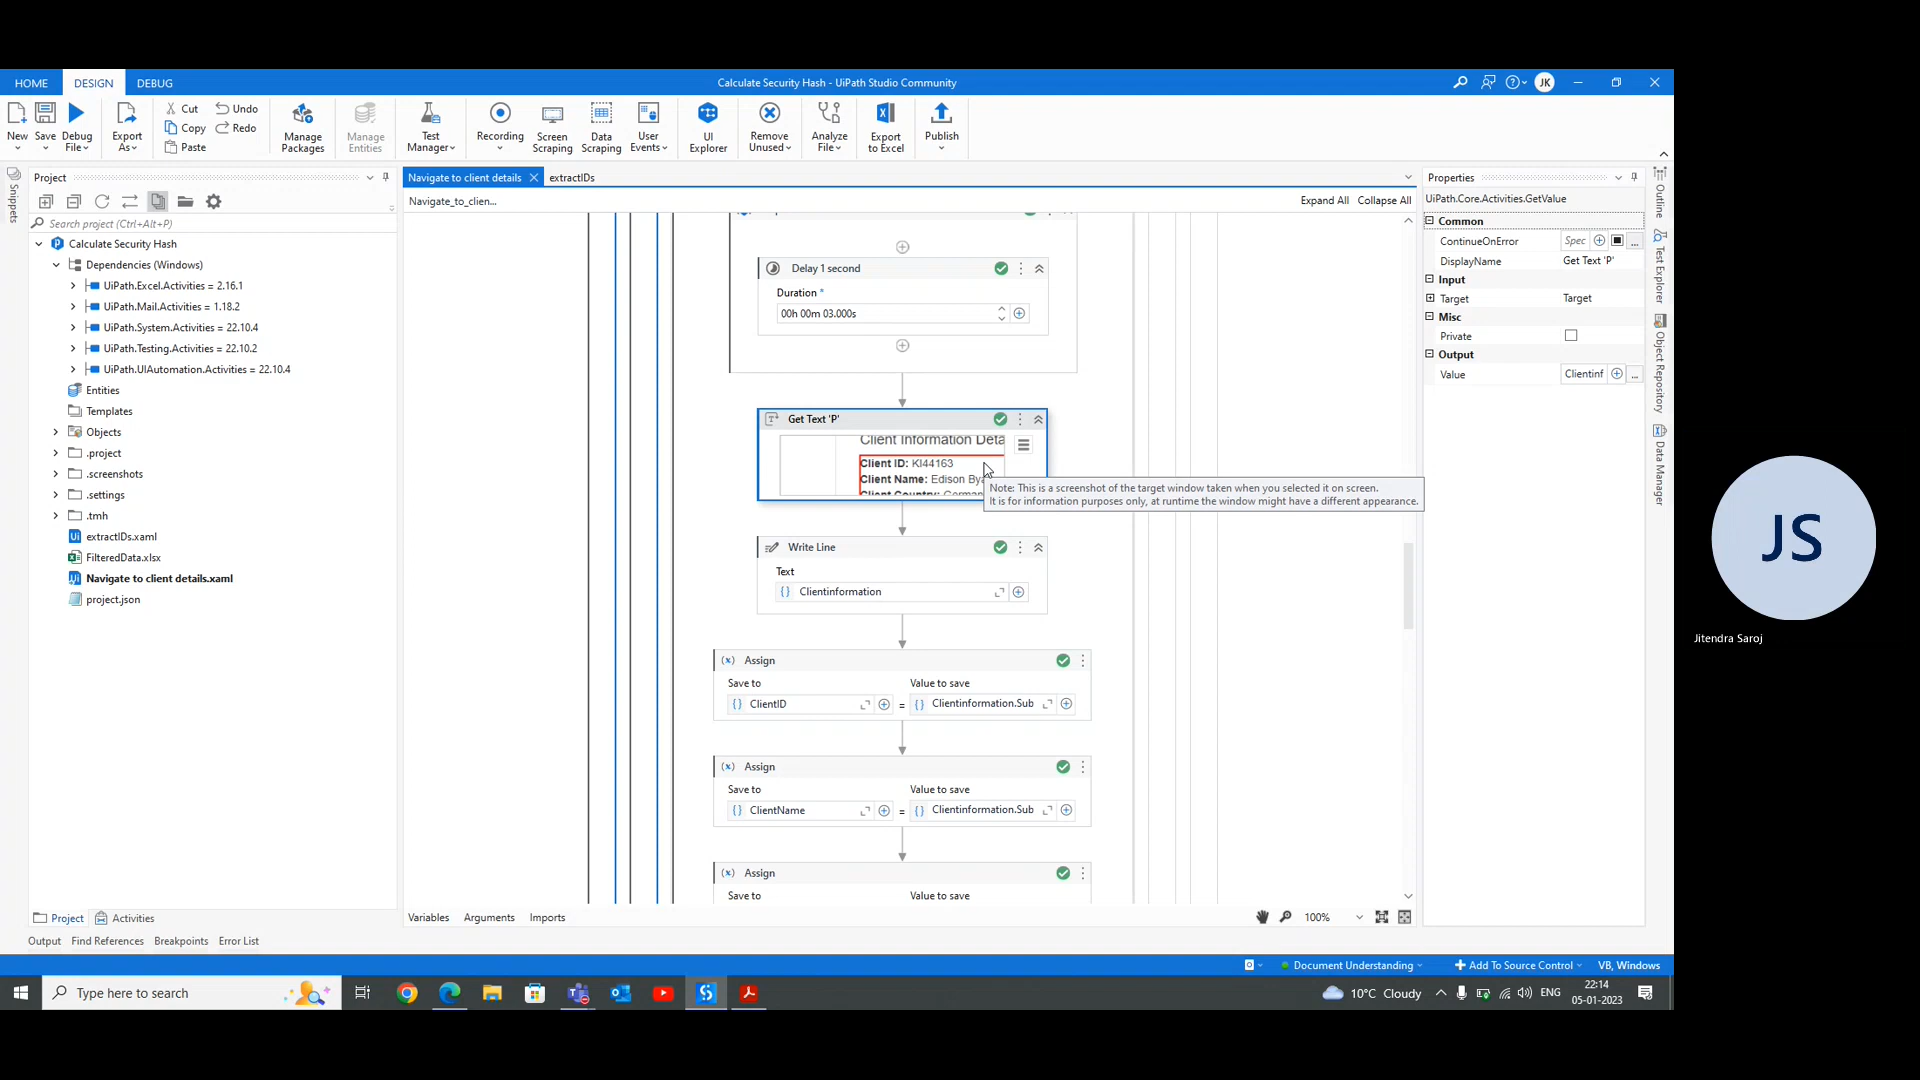 HOME
DESIGN
DEBUG
Calculate Security Hash - UiPath Studio Community
JK
New
Save
Debug File
Export As
Cut
Copy
Paste
Undo
Redo
Manage Packages
Manage Entities
Test Manager
Recording
Screen Scraping
Data Scraping
User Events
UI Explorer
Remove Unused
Analyze File
Export to Excel
Publish
Snippets
Project
Search project (Ctrl+Alt+P)
Calculate Security Hash
Dependencies (Windows)
UiPath.Excel.Activities = 2.16.1
UiPath.Mail.Activities = 1.18.2
UiPath.System.Activities = 22.10.4
UiPath.Testing.Activities = 22.10.2
UiPath.UIAutomation.Activities = 22.10.4
Entities
Templates
Objects
.project
.screenshots
.settings
.tmh
extractIDs.xaml
FilteredData.xlsx
Navigate to client details.xaml
project.json
Project
Activities
Navigate to client details
extractIDs
Navigate_to_clien...
Expand All
Collapse All
Delay 1 second
Duration *
00h 00m 03.000s
Get Text 'P'
Client Information Deta
Client ID: KI44163
Client Name: Edison By
Client Country: German
Note: This is a screenshot of the target window taken when you selected it on screen.
It is for information purposes only, at runtime the window might have a different appearance.
Write Line
Text
Clientinformation
Assign
Save to
Value to save
ClientID
=
Clientinformation.Sub
Assign
Save to
Value to save
ClientName
=
Clientinformation.Sub
Assign
Save to
Value to save
Variables
Arguments
Imports
100%
Properties
UiPath.Core.Activities.GetValue
Common
ContinueOnError
Spec
...
DisplayName
Get Text 'P'
Input
Target
Target
Misc
Private
Output
Value
Clientinf
...
Outline
Test Explorer
Object Repository
Data Manager
Output
Find References
Breakpoints
Error List
Document Understanding
Add To Source Control
VB, Windows
Type here to search
10°C Cloudy
ENG
22:14
05-01-2023
JS
Jitendra Saroj